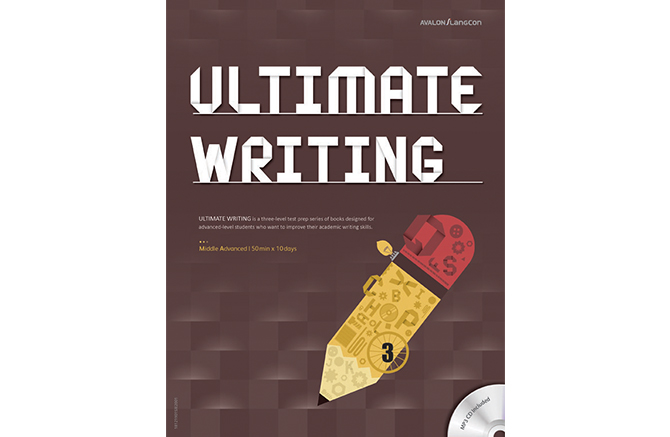 AVALON/LangCon
ULTIMATE
WRITING
ULTIMATE WRITING is a three-level test prep series of books designed for
advanced-level students who want to improve their academic writing skills.
Middle Advanced | 50min x 10days
3
MP3 CD Included